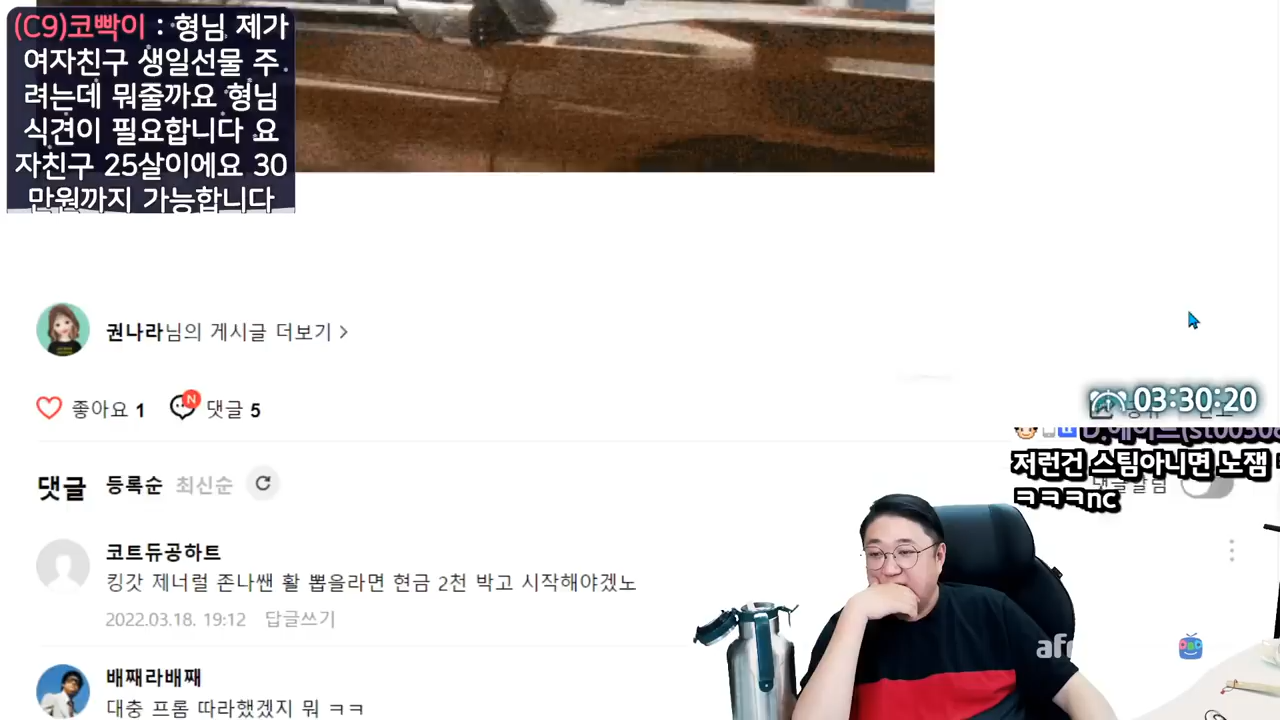 (C9)코빡이 : 형님 제가
여자친구 생일선물 주
려는데 뭐줄까요 형님
식견이 필요합니다 요
자친구 25살이에요 30
만원까지 가능합니다
권나라님의 게시글 더보기 >
좋아요 1 N 댓글 5
03:30:20
저런건 스팀아니면 노잼
ㅋㅋㅋnc
댓글알림
댓글 등록순 최신순
코트듀공하트
킹갓 제너럴 존나쌘 활 뽑을라면 현금 2천 박고 시작해야겠노
2022.03.18. 19:12 답글쓰기
배째라배째
대충 프롬 따라했겠지 뭐 ㅋㅋ